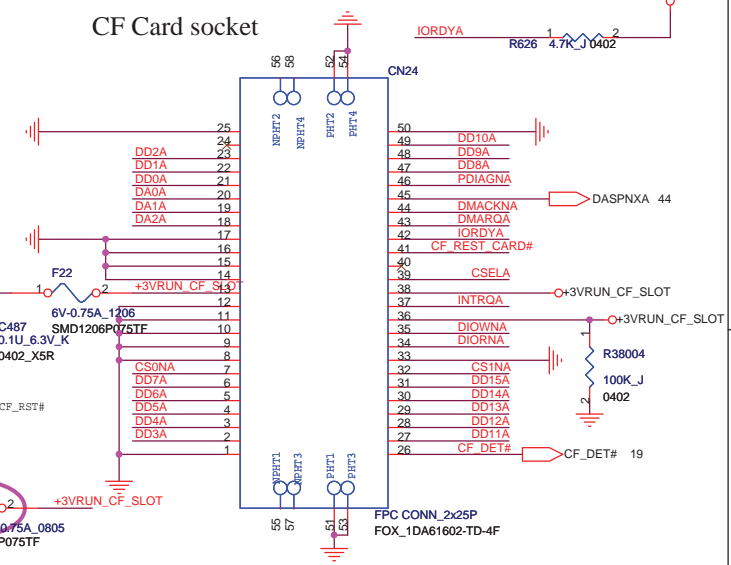 CF Card socket
IORDYA
1
2
R626 4.7K_J 0402
CN24
56
58
52
54
NPHT2
NPHT4
PHT2
PHT4
25
24
DD2A 23
DD1A 22
DD0A 21
DA0A 20
DA1A 19
DA2A 18
17
16
15
14
F22
1
2
+3VRUN_CF_SLOT 13
6V-0.75A_1206
SMD1206P075TF
12
11
10
9
8
CS0NA 7
DD7A 6
DD6A 5
DD5A 4
DD4A 3
DD3A 2
1
C487
0.1U_6.3V_K
0402_X5R
CF_RST#
2
+3VRUN_CF_SLOT
0.75A_0805
P075TF
50
49 DD10A
48 DD9A
47 DD8A
46 PDIAGNA
45 DASPNXA 44
44 DMACKNA
43 DMARQA
42 IORDYA
41 CF_REST_CARD#
40
39 CSELA
38 +3VRUN_CF_SLOT
37 INTRQA
36 +3VRUN_CF_SLOT
35 DIOWNA
34 DIORNA
33
32 CS1NA
31 DD15A
30 DD14A
29 DD13A
28 DD12A
27 DD11A
26 CF_DET# CF_DET# 19
1
R38004
100K_J
2
0402
NPHT1
NPHT3
PHT1
PHT3
55
57
51
53
FPC CONN_2x25P
FOX_1DA61602-TD-4F